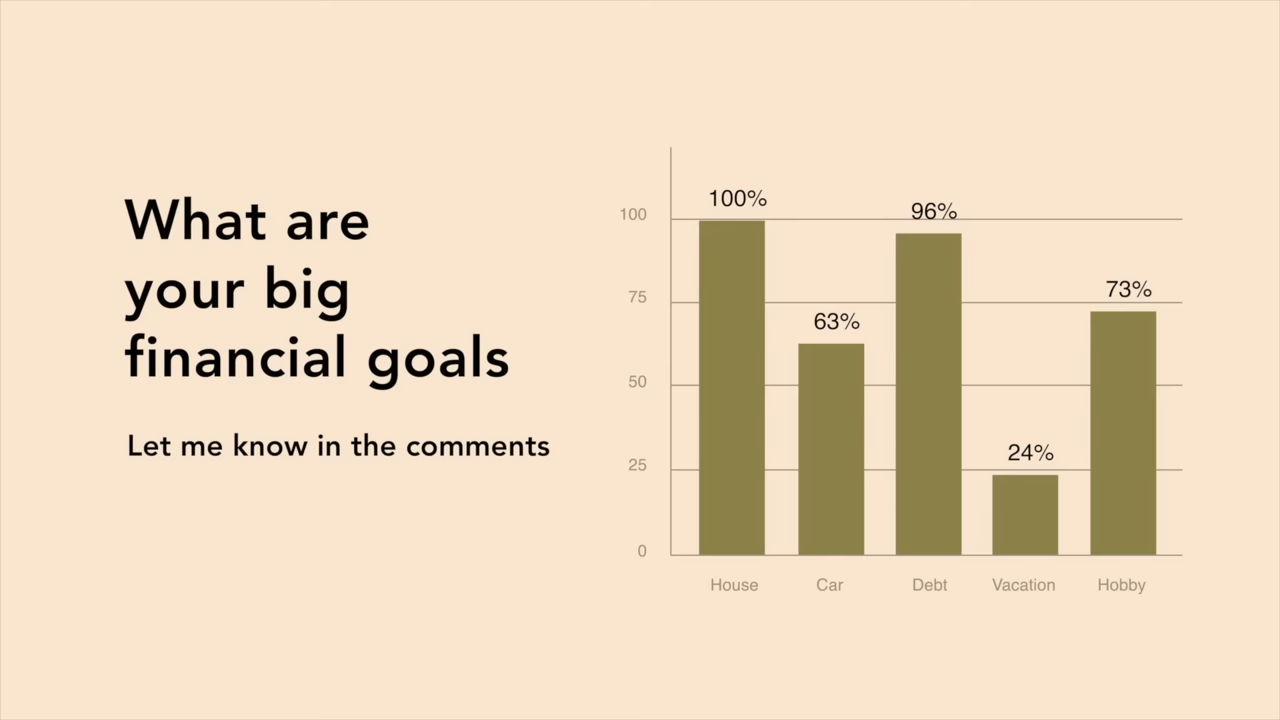 What are
your big
financial goals
Let me know in the comments
100%
96%
73%
63%
24%
100
75
50
25
0
House Car Debt Vacation Hobby